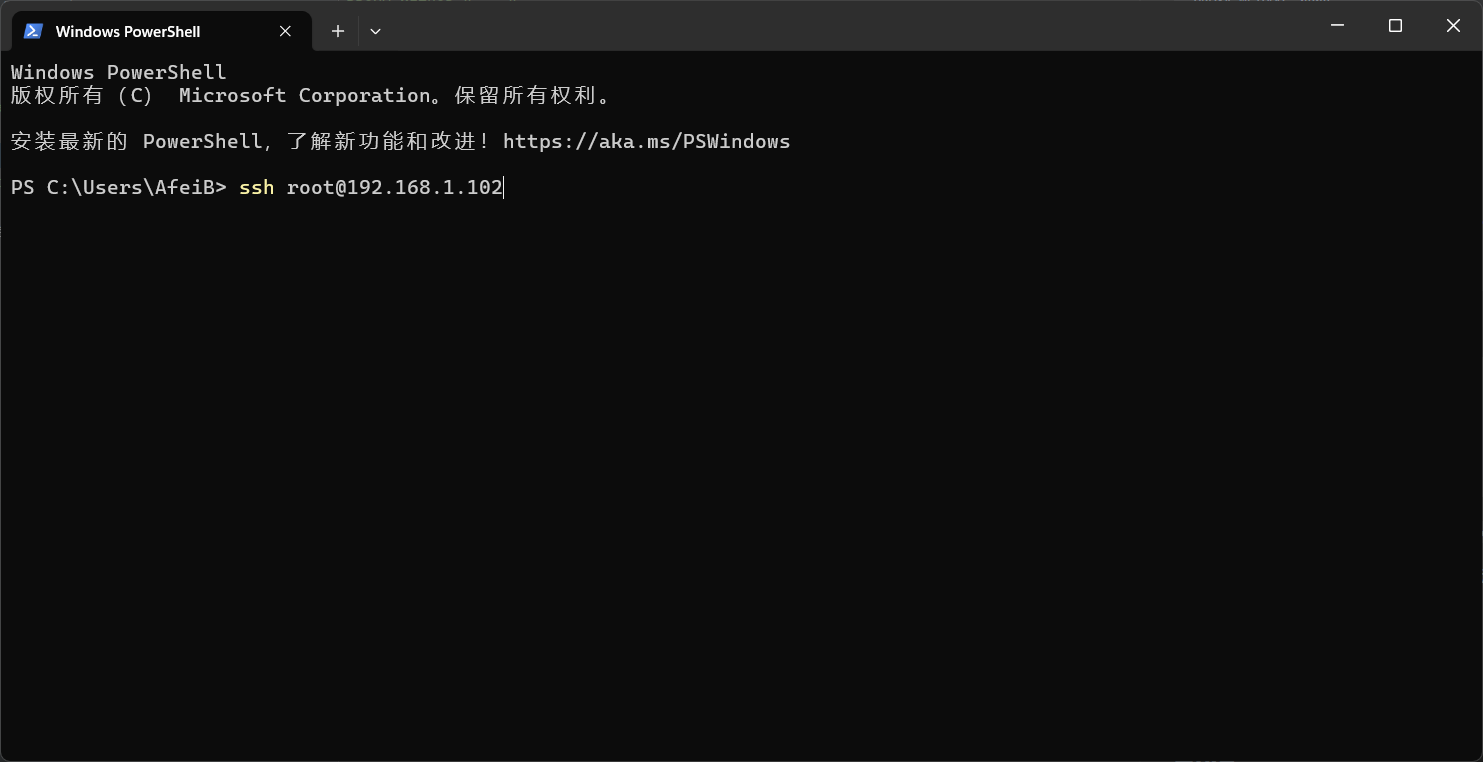 Windows PowerShell
Windows PowerShell
版权所有（C） Microsoft Corporation。保留所有权利。
安装最新的 PowerShell，了解新功能和改进！https://aka.ms/PSWindows
PS C:\Users\AfeiB> ssh root@192.168.1.102